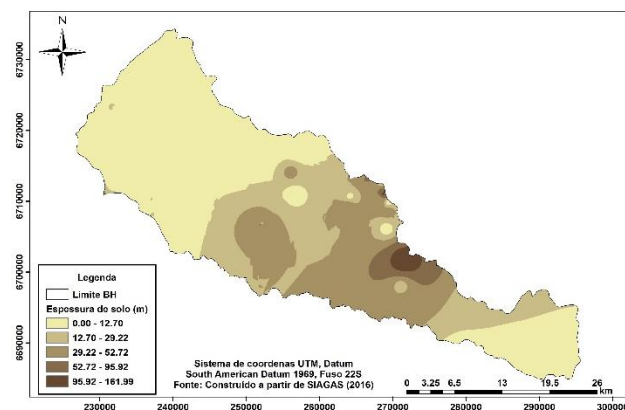 N
6730000
6720000
6710000
6700000
6690000
Legenda
Limite BH
Espessura do solo (m)
0.00 - 12.70
12.70 - 29.22
29.22 - 52.72
52.72 - 95.92
95.92 - 161.99
Sistema de coordenas UTM, Datum
South American Datum 1969, Fuso 22S
Fonte: Construído a partir de SIAGAS (2016)
0 3.25 6.5 13 19.5 26
km
230000 240000 250000 260000 270000 280000 290000 300000